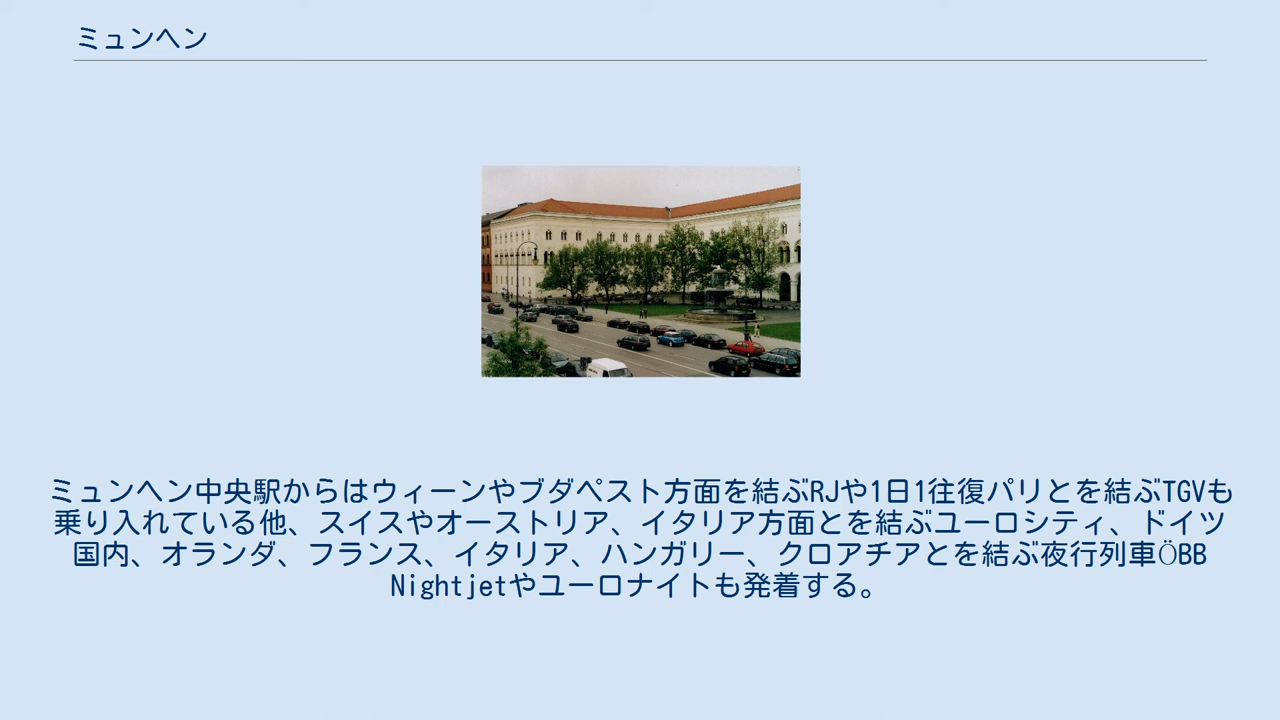 ミュンヘン
ミュンヘン中央駅からはウィーンやブダペスト方面を結ぶRJや1日1往復パリとを結ぶTGVも
乗り入れている他、スイスやオーストリア、イタリア方面とを結ぶユーロシティ、ドイツ
国内、オランダ、フランス、イタリア、ハンガリー、クロアチアとを結ぶ夜行列車ÖBB
Nightjetやユーロナイトも発着する。